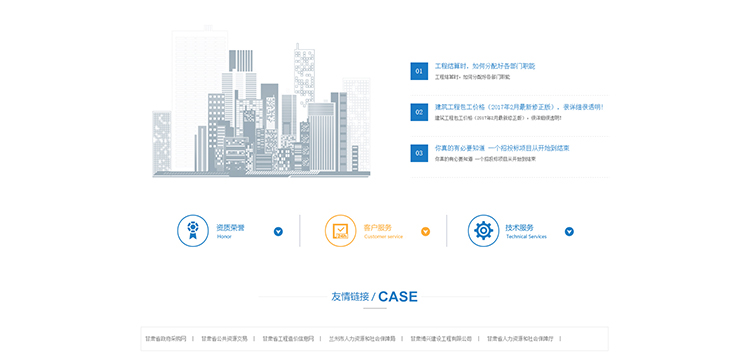 01
工程结算时，如何分配好各部门职能
工程结算时，如何分配好各部门职能
02
建筑工程包工价格（2017年2月最新修正版），很详细很透明！
建筑工程包工价格（2017年2月最新修正版），很详细很透明！
03
你真的有必要知道 一个招投标项目从开始到结束
你真的有必要知道 一个招投标项目从开始到结束
资质荣誉
Honor
客户服务
Customer service
技术服务
Technical Services
友情链接 / CASE
甘肃省政府采购网 | 甘肃省公共资源交易 | 甘肃省工程造价信息网 | 兰州市人力资源和社会保障局 | 甘肃博兴建设工程有限公司 | 甘肃省人力资源和社会保障厅 |